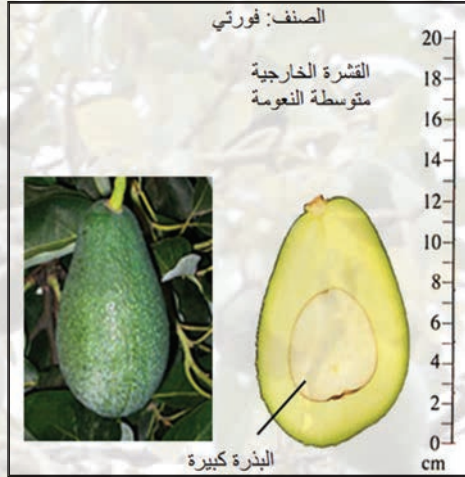 الصنف: فورتي
القشرة الخارجية
متوسطة النعومة
20
18
16
14
12
10
8
6
4
2
0
cm
البذرة كبيرة